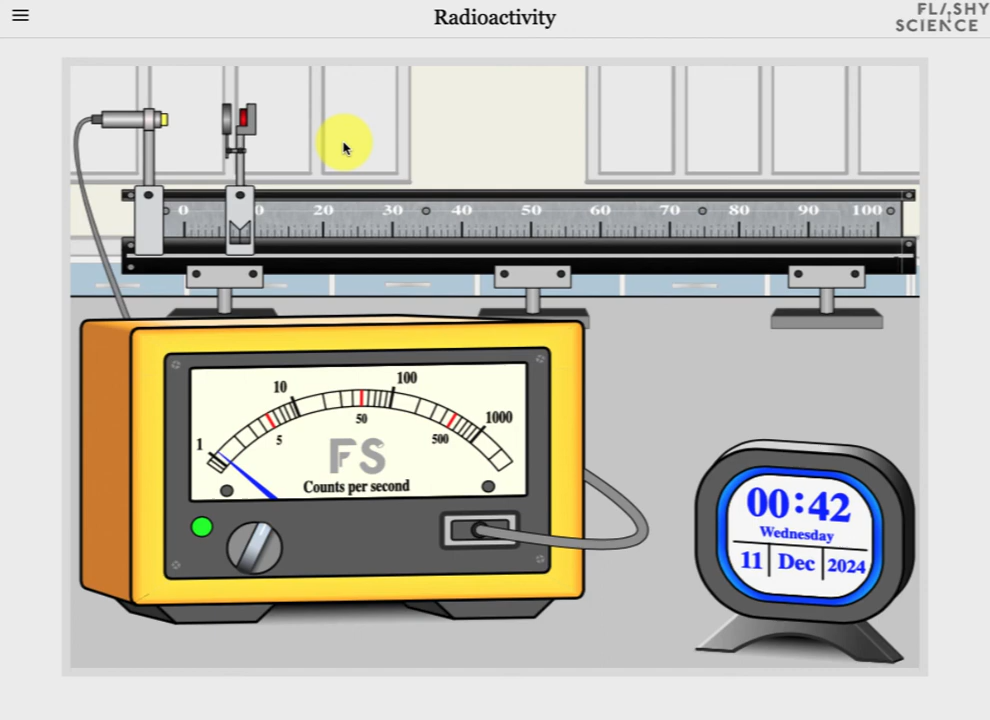 Radioactivity
FLASHY
SCIENCE
0 0 20 30 40 50 60 70 80 90 100
1 10 100 1000
5 50 500
FS
Counts per second
00:42
Wednesday
11 Dec 2024